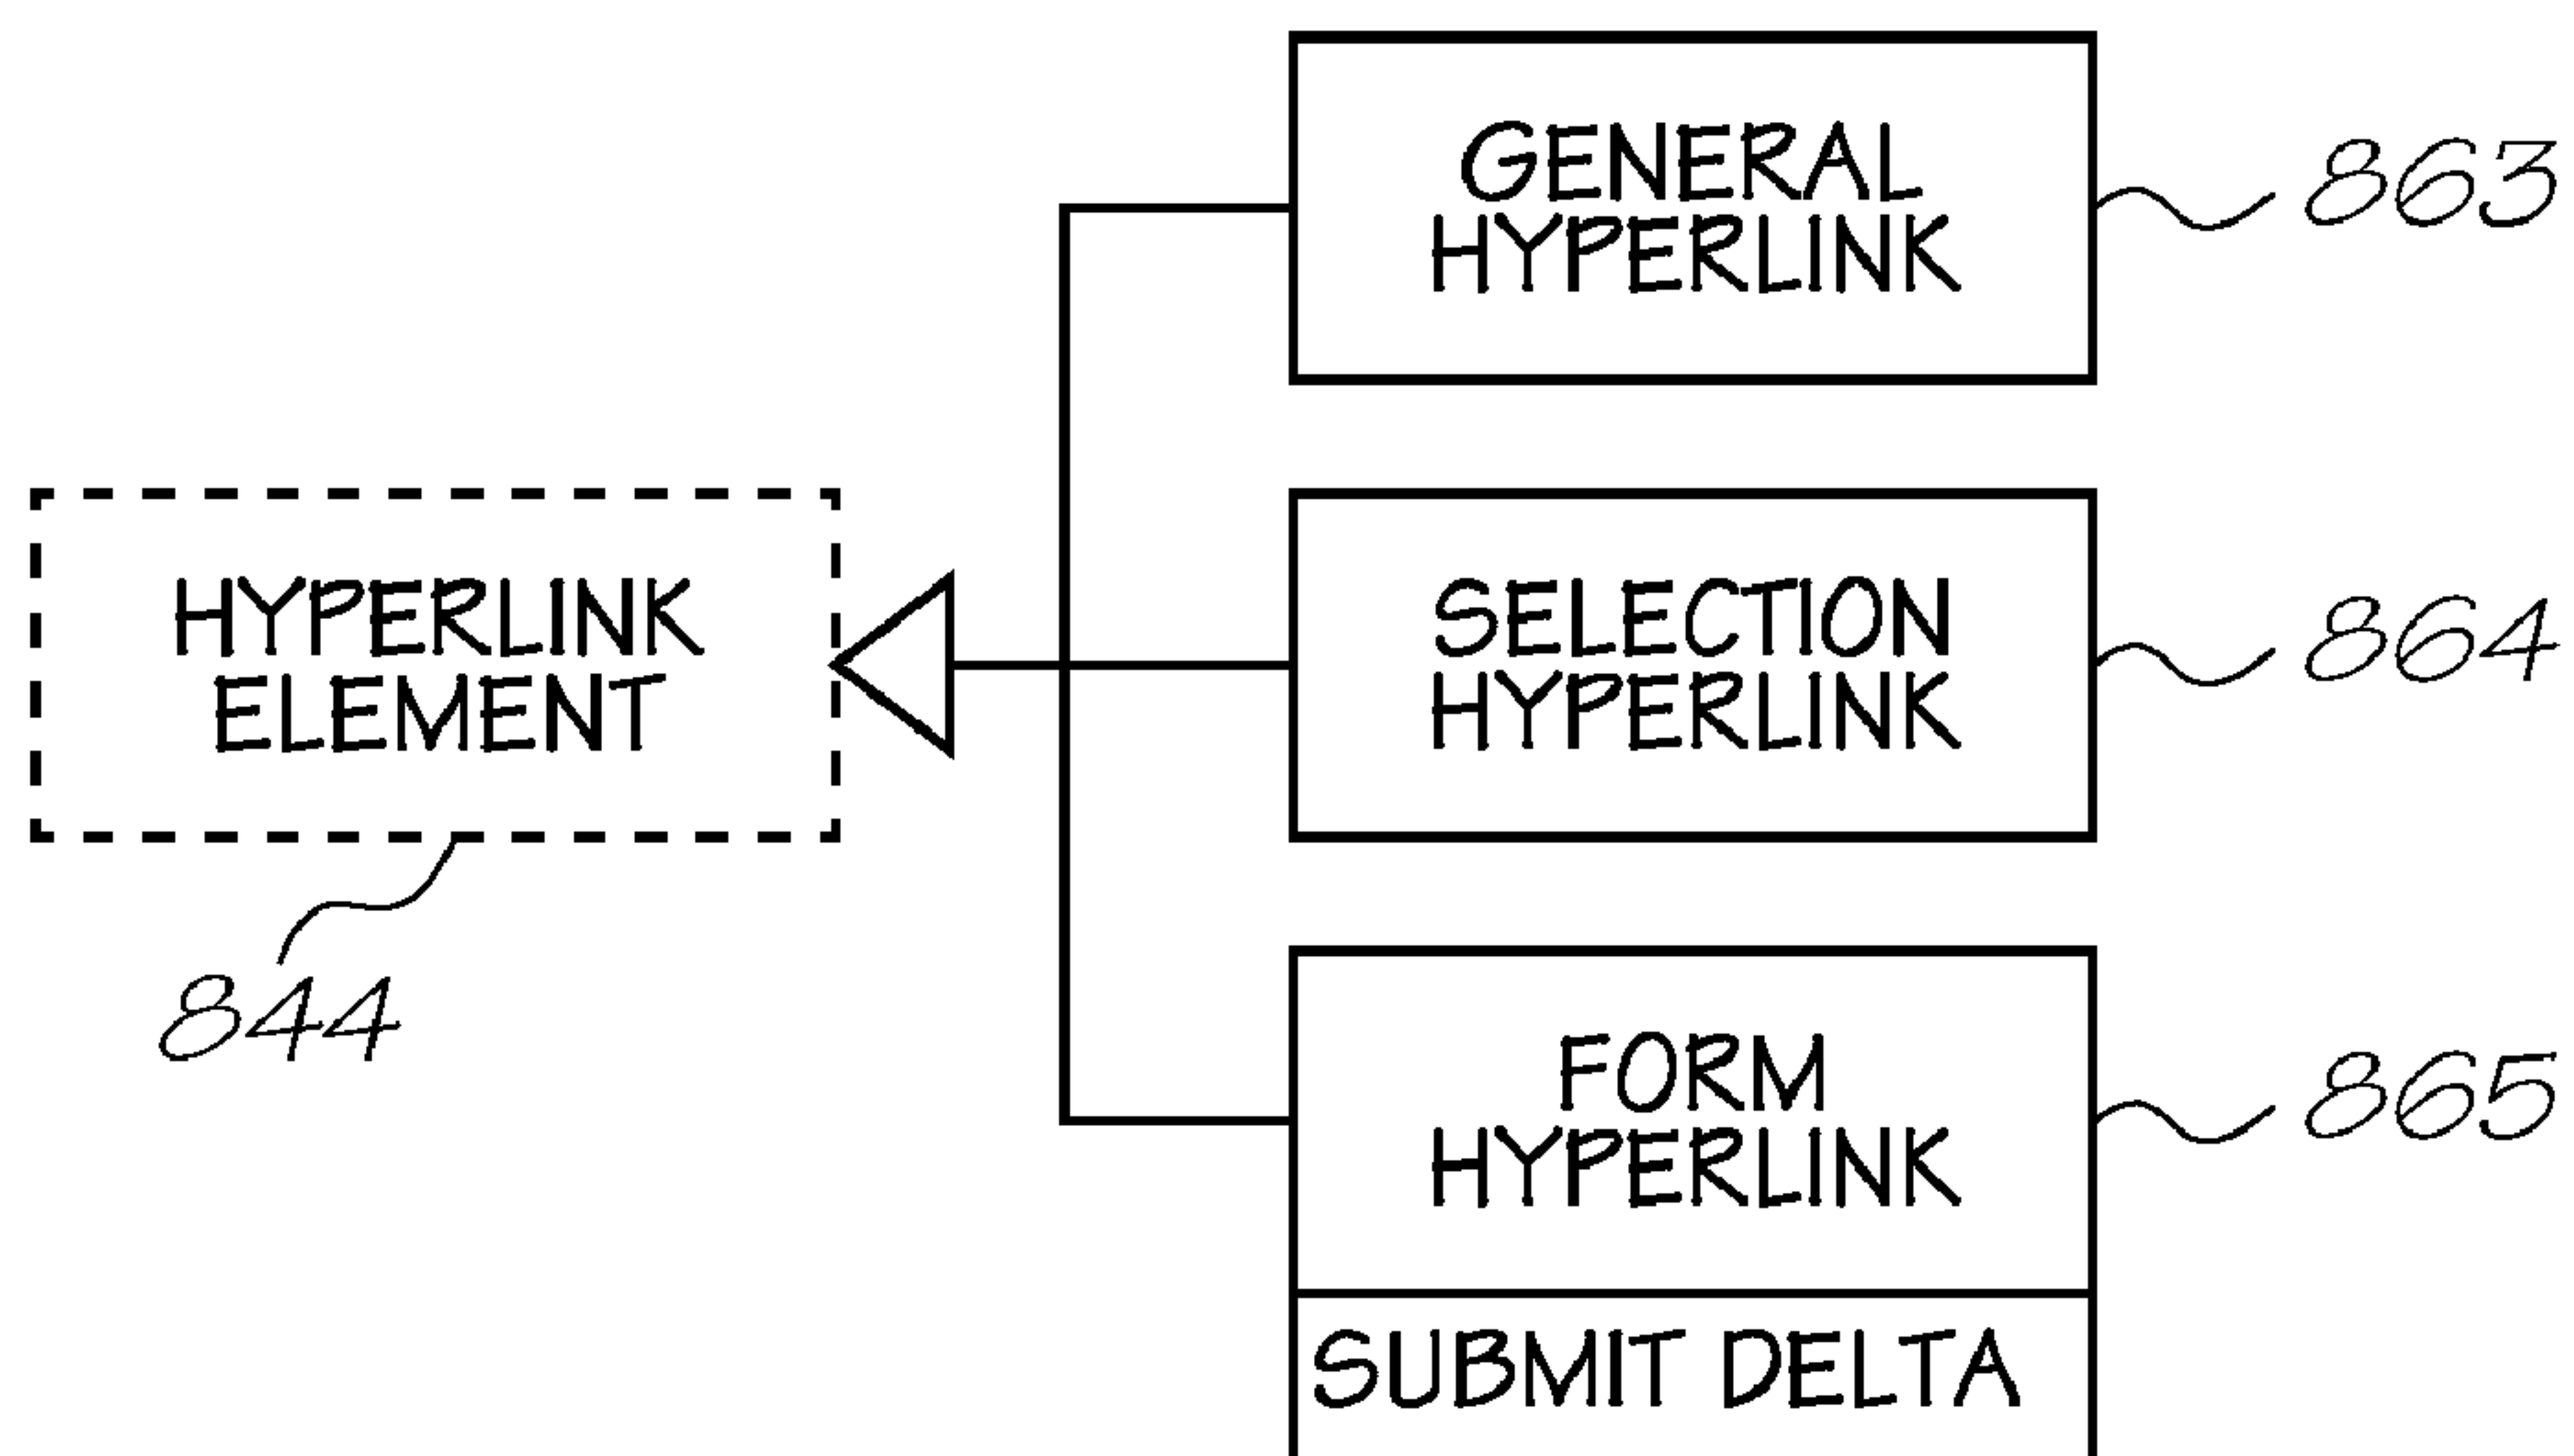 GENERAL
HYPERLINK
863
HYPERLINK
ELEMENT
844
SELECTION
HYPERLINK
864
FORM
HYPERLINK
865
SUBMIT DELTA